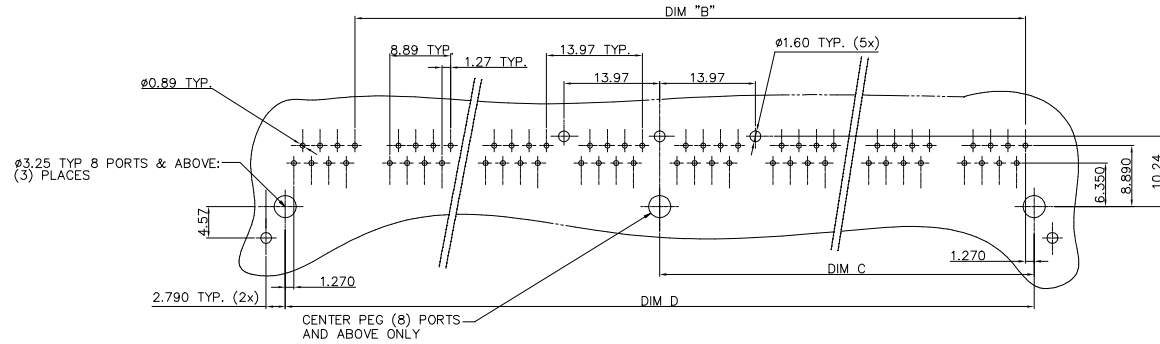 DIM "B"
8.89 TYP.
13.97 TYP.
ø1.60 TYP. (5x)
1.27 TYP.
13.97
13.97
ø0.89 TYP.
ø3.25 TYP 8 PORTS & ABOVE:
(3) PLACES
4.57
6.350
8.890
10.24
1.270
1.270
DIM C
2.790 TYP. (2x)
DIM D
CENTER PEG (8) PORTS
AND ABOVE ONLY